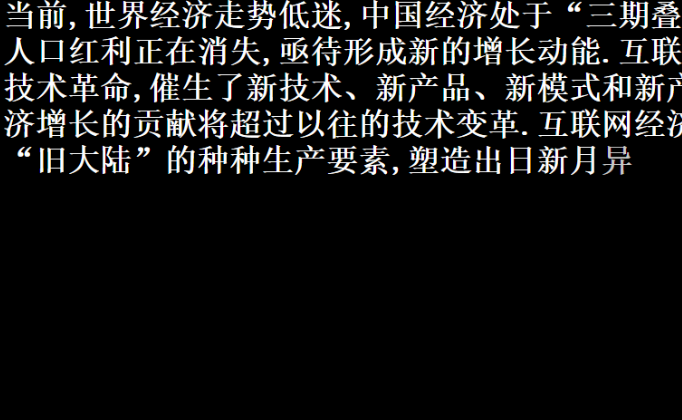 当前,世界经济走势低迷,中国经济处于“三期叠
人口红利正在消失,亟待形成新的增长动能.互联
技术革命,催生了新技术、新产品、新模式和新产
济增长的贡献将超过以往的技术变革.互联网经济
“旧大陆”的种种生产要素,塑造出日新月异